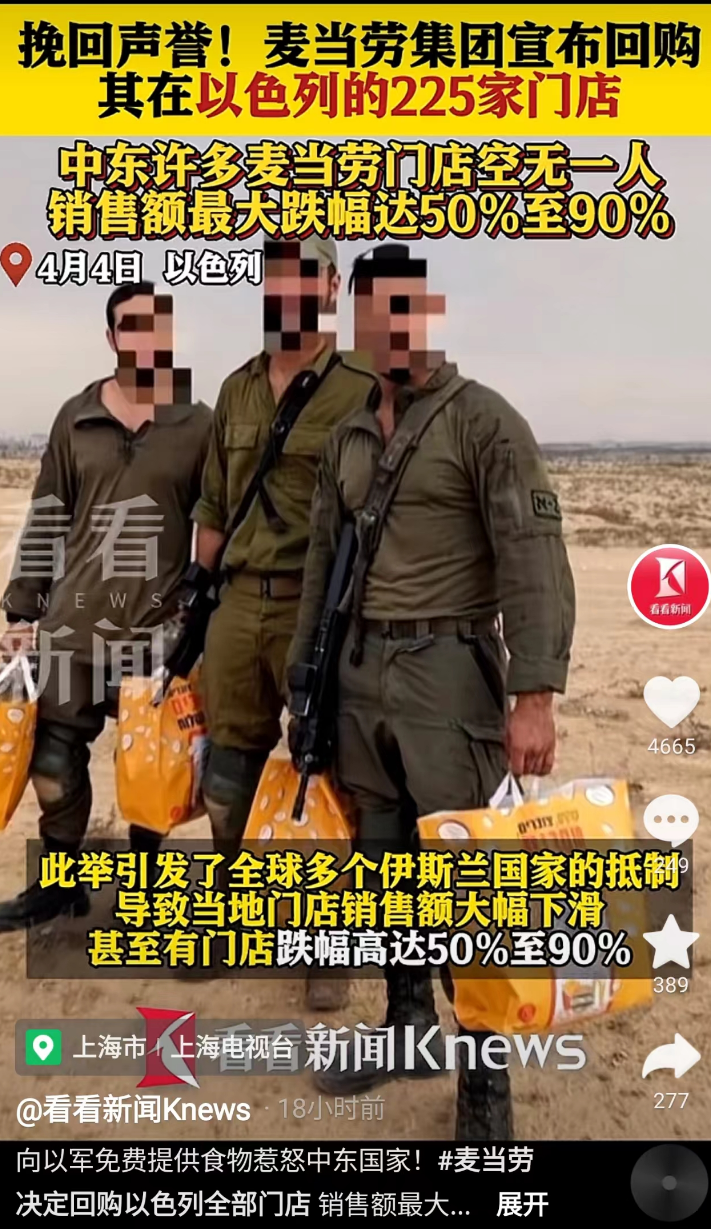 挽回声誉！麦当劳集团宣布回购
其在以色列的225家门店
中东许多麦当劳门店空无一人
销售额最大跌幅达50%至90%
4月4日 以色列
看看
KNEWS
新闻
看看新闻
4665
249
此举引发了全球多个伊斯兰国家的抵制
导致当地门店销售额大幅下滑
甚至有门店跌幅高达50%至90%
389
上海市 上海电视台
看看新闻Knews
277
@看看新闻Knews · 18小时前
向以军免费提供食物惹怒中东国家！#麦当劳
决定回购以色列全部门店 销售额最大... 展开